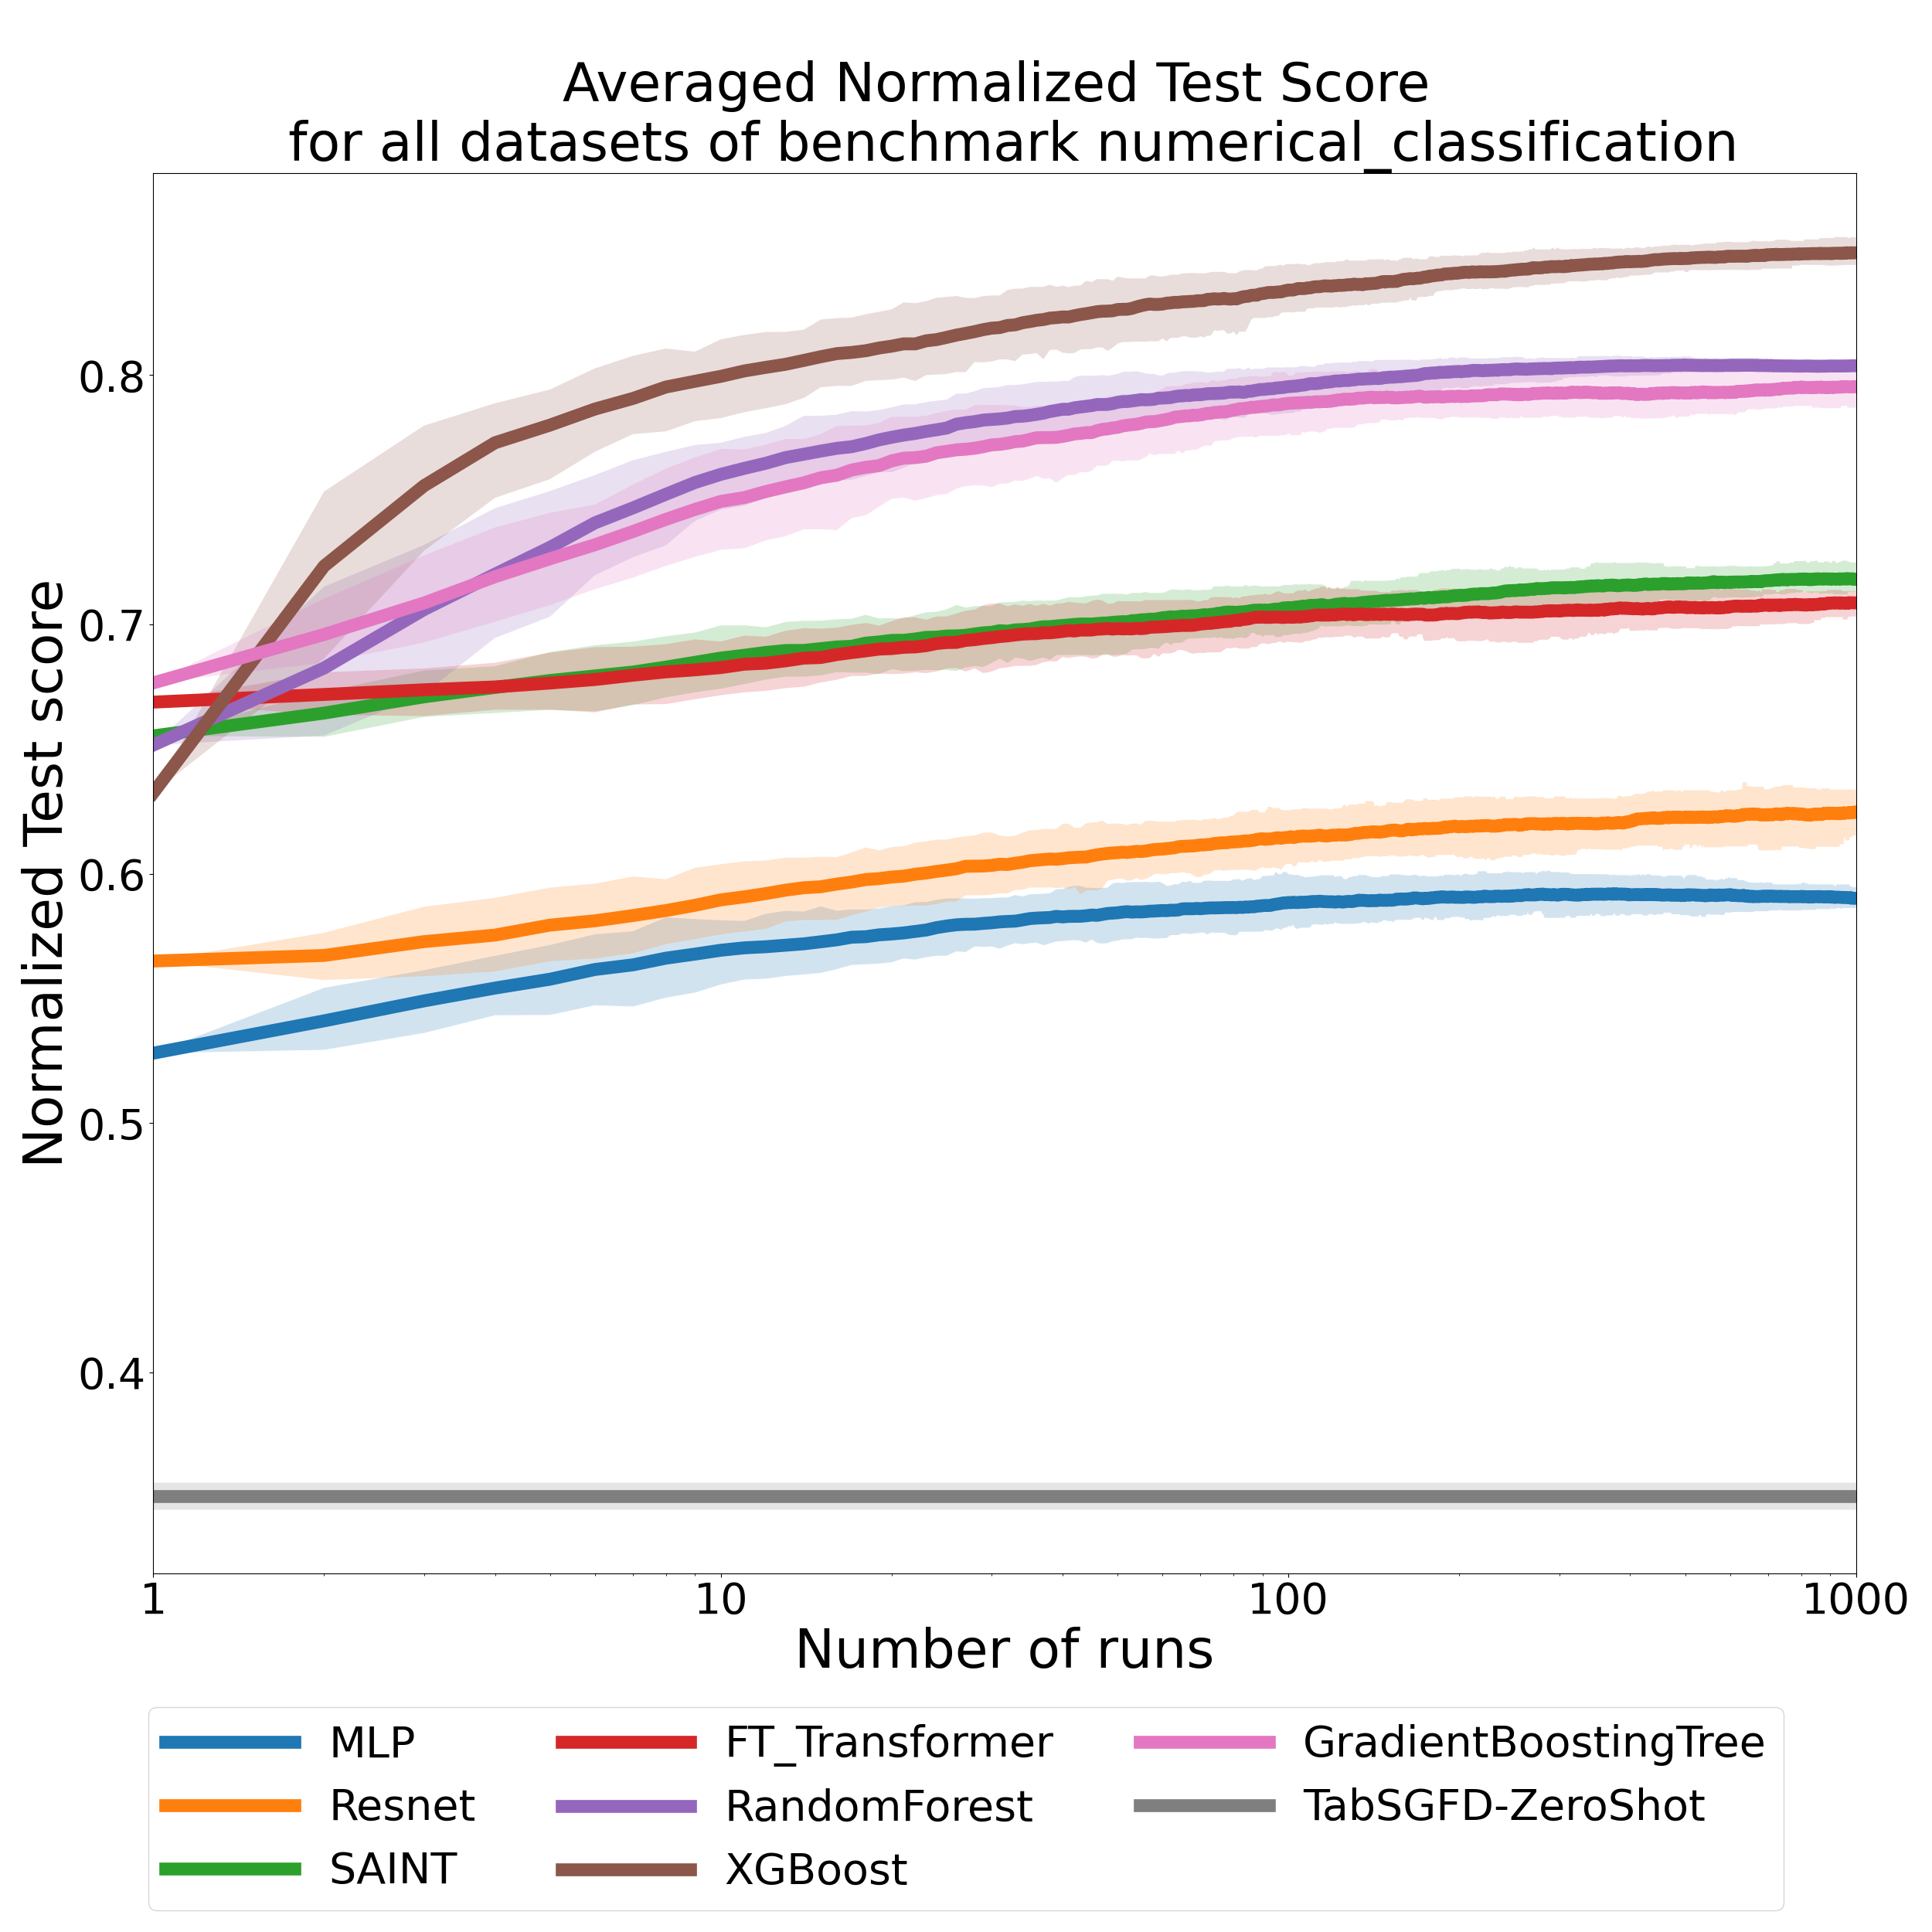 Averaged Normalized Test Score
for all datasets of benchmark numerical_classification
Normalized Test score
0.8
0.7
0.6
0.5
0.4
1
10
100
1000
Number of runs
MLP
Resnet
SAINT
FT_Transformer
RandomForest
XGBoost
GradientBoostingTree
TabSGFD-ZeroShot